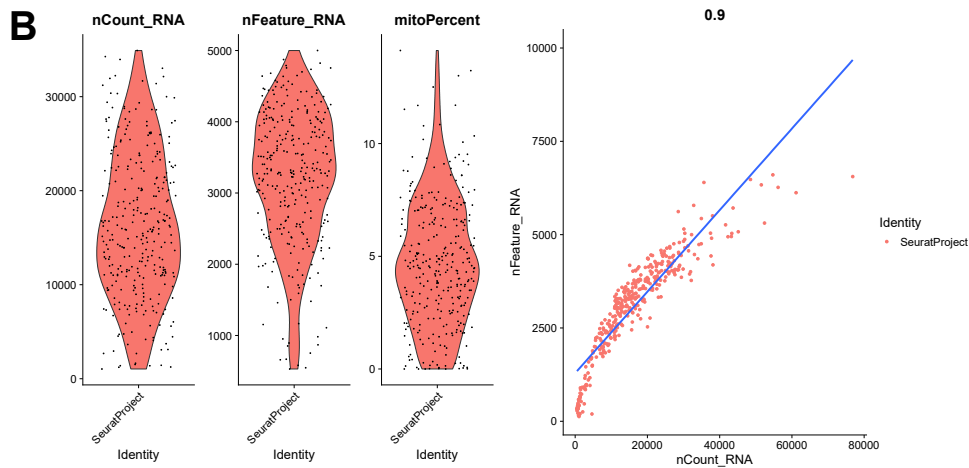 B
nCount_RNA
30000
20000
10000
0
SeuratProject
Identity
nFeature_RNA
5000
4000
3000
2000
1000
SeuratProject
Identity
mitoPercent
10
5
0
SeuratProject
Identity
0.9
nFeature_RNA
10000
7500
5000
2500
0
0 20000 40000 60000 80000
nCount_RNA
Identity
SeuratProject